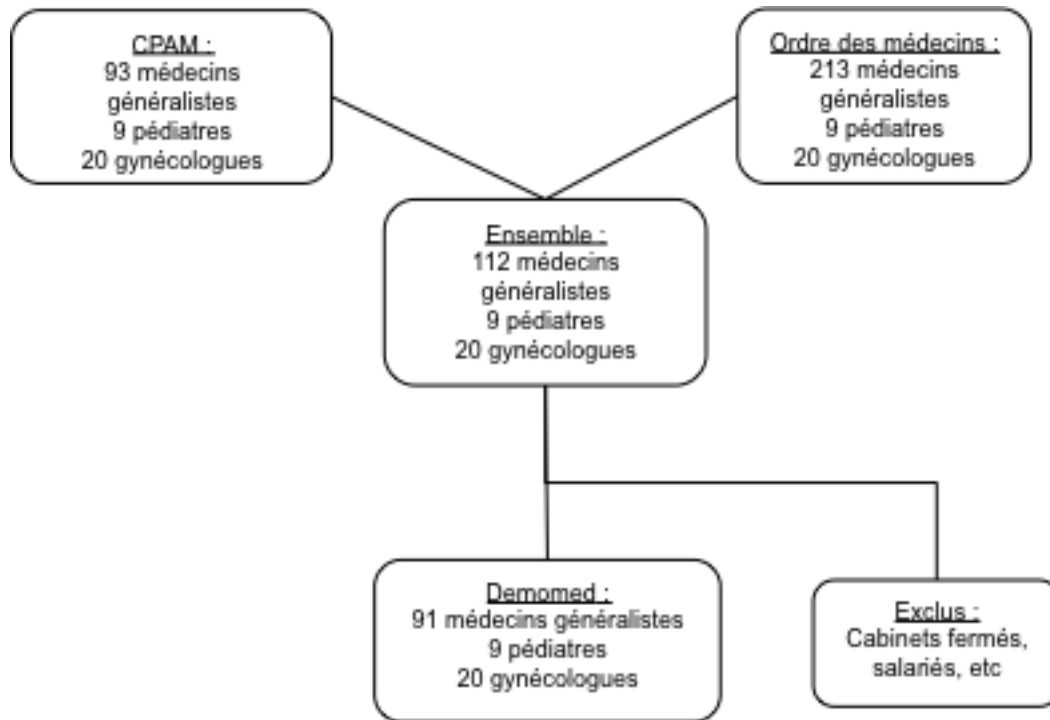 CPAM :
93 médecins
généralistes
9 pédiatres
20 gynécologues
Ordre des médecins :
213 médecins
généralistes
9 pédiatres
20 gynécologues
Ensemble :
112 médecins
généralistes
9 pédiatres
20 gynécologues
Demomed :
91 médecins généralistes
9 pédiatres
20 gynécologues
Exclus :
Cabinets fermés,
salariés, etc